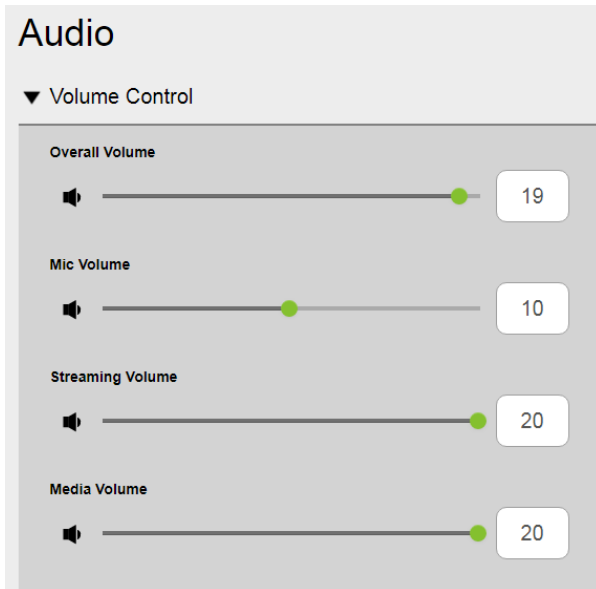 Audio
Volume Control
Overall Volume
19
Mic Volume
10
Streaming Volume
20
Media Volume
20